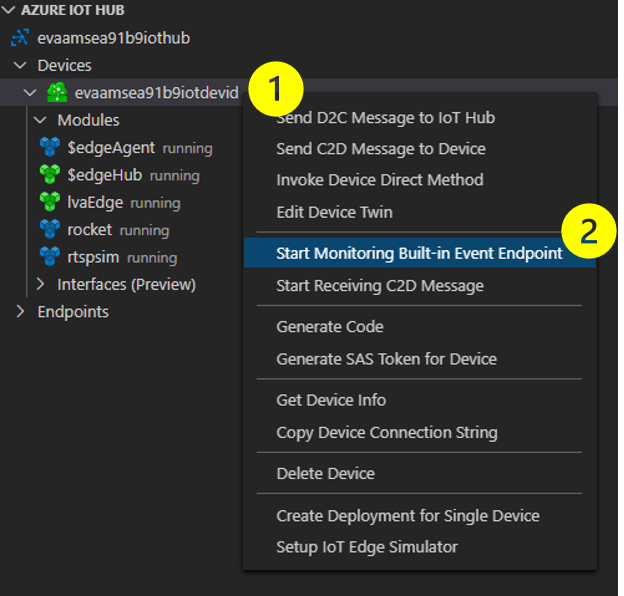 AZURE IOT HUB
evaamsea91b9iothub
Devices
evaamsea91b9iotdevid
1
Modules
$edgeAgent running
$edgeHub running
lvaEdge running
rocket running
rtspsim running
Interfaces (Preview)
Endpoints
Send D2C Message to IoT Hub
Send C2D Message to Device
Invoke Device Direct Method
Edit Device Twin
2
Start Monitoring Built-in Event Endpoint
Start Receiving C2D Message
Generate Code
Generate SAS Token for Device
Get Device Info
Copy Device Connection String
Delete Device
Create Deployment for Single Device
Setup IoT Edge Simulator